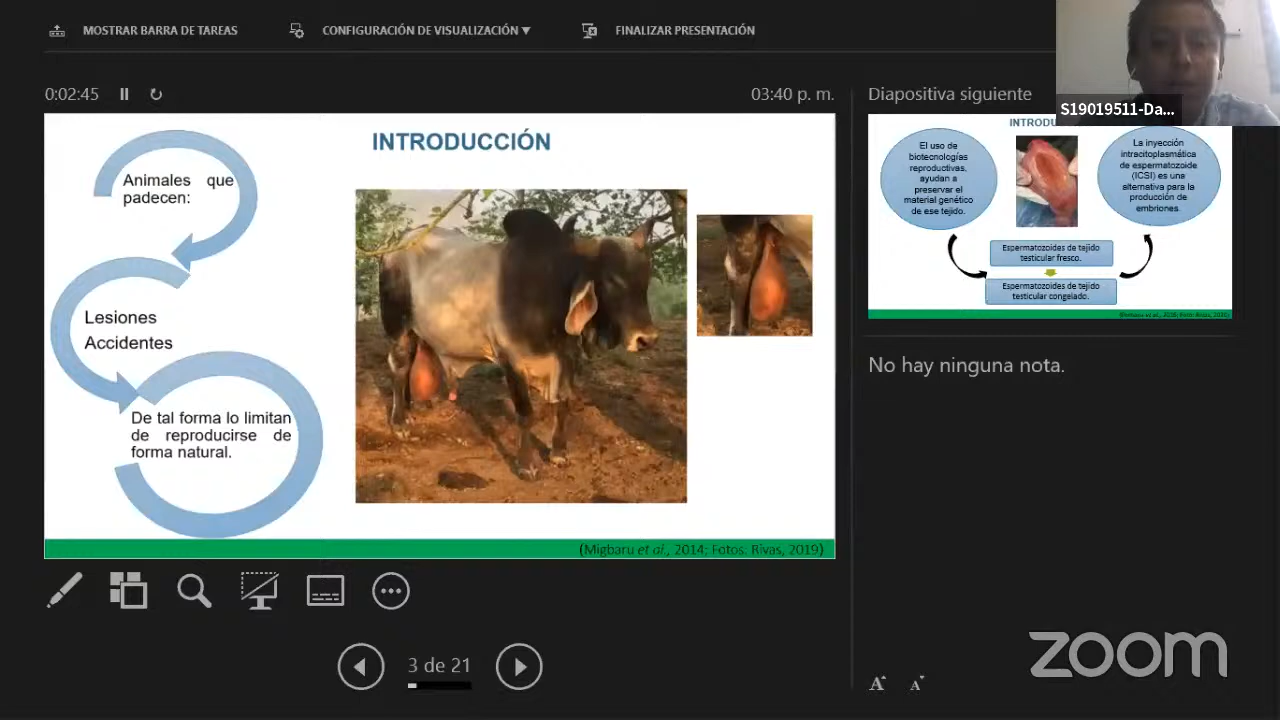 MOSTRAR BARRA DE TAREAS
CONFIGURACIÓN DE VISUALIZACIÓN ▼
FINALIZAR PRESENTACIÓN
0:02:45
03:40 p. m.
Diapositiva siguiente
S19019511-Da...
INTRODUCCIÓN
Animales que
padecen:
Lesiones
Accidentes
De tal forma lo limitan
de reproducirse de
forma natural.
(Migbaru et al., 2014; Fotos: Rivas, 2019)
INTRODU
El uso de
biotecnologías
reproductivas,
ayudan a
preservar el
material genético
de ese tejido.
La inyección
intracitoplasmática
de espermatozoide
(ICSI) es una
alternativa para la
producción de
embriones.
Espermatozoides de tejido
testicular fresco.
Espermatozoides de tejido
testicular congelado.
No hay ninguna nota.
3 de 21
A A
zoom